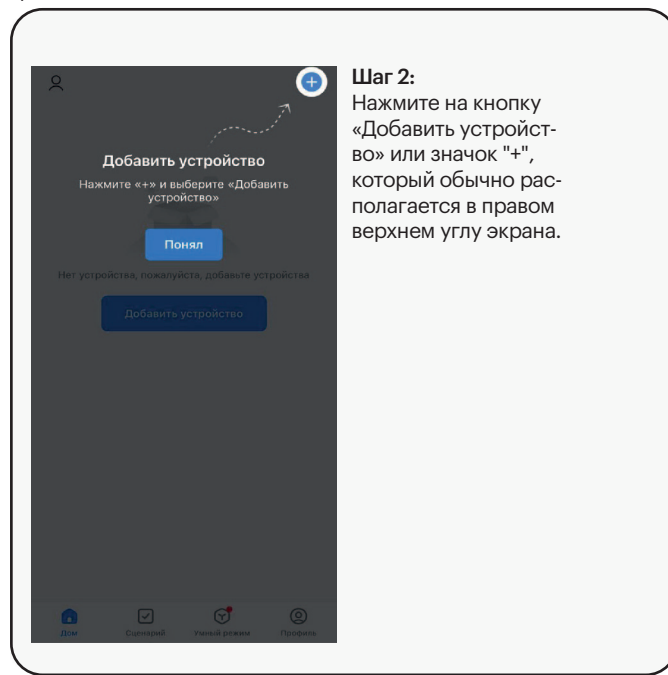 Шаг 2:
Нажмите на кнопку
«Добавить устройст-
во» или значок "+",
который обычно рас-
полагается в правом
верхнем углу экрана.
Добавить устройство
Нажмите «+» и выберите «Добавить
устройство»
Понял
Нет устройства, пожалуйста, добавьте устройства
Добавить устройство
Дом
Сценарий
Умный режим
Профиль